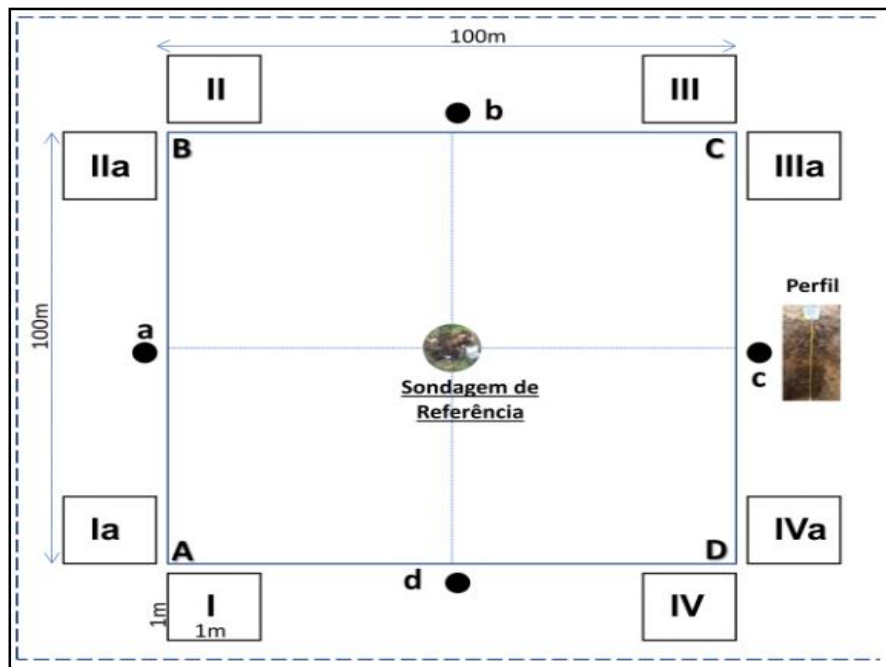 100m
II
III
b
B
C
IIa
IIIa
Perfil
100m
a
c
Sondagem de
Referência
Ia
IVa
A
D
d
I
IV
1m
1m